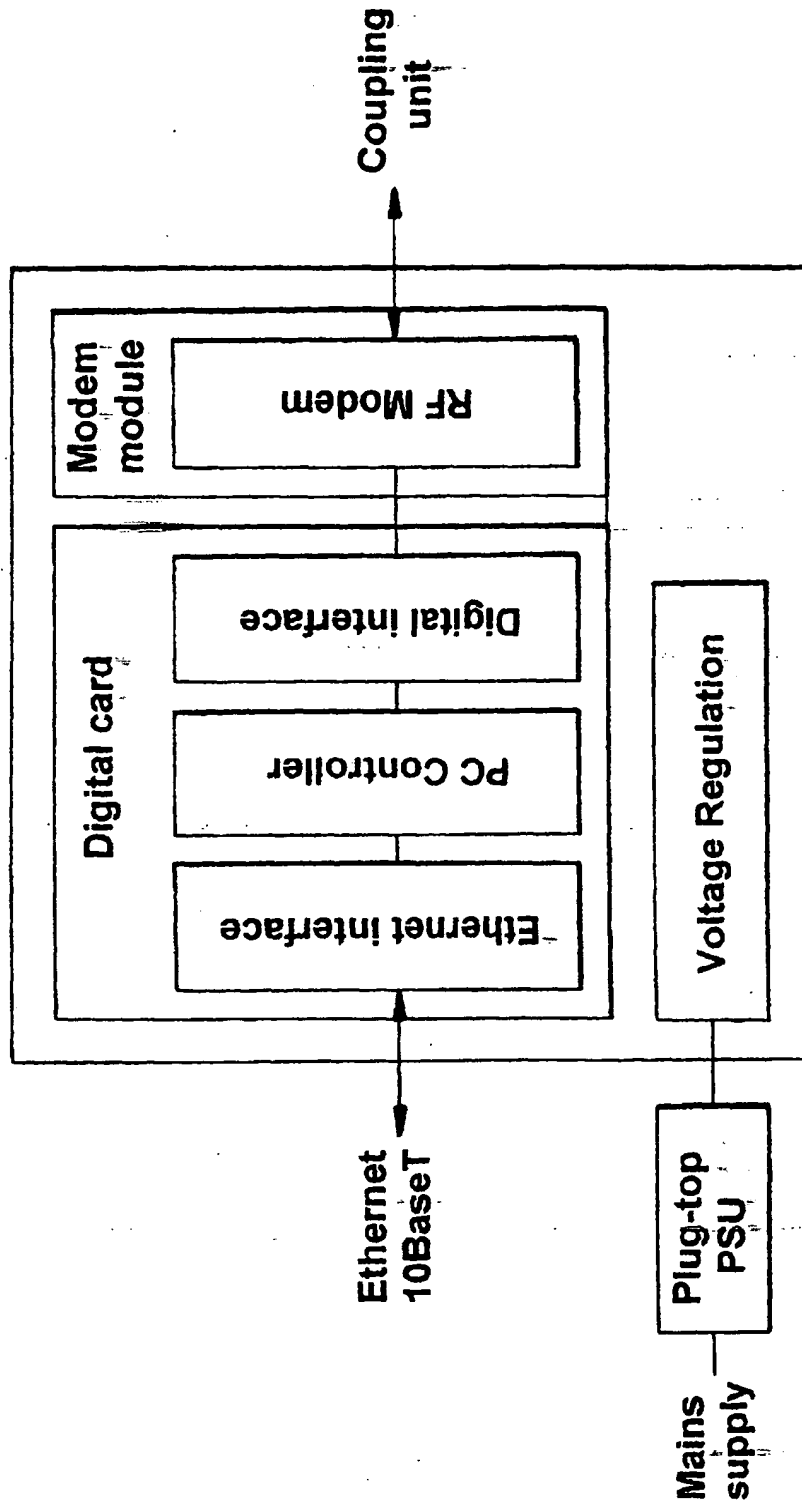 Digital card
Modem
module
Ethernet
10BaseT
Ethernet interface
PC Controller
Digital interface
RF Modem
Coupling
unit
Mains
supply
Plug-top
PSU
Voltage Regulation